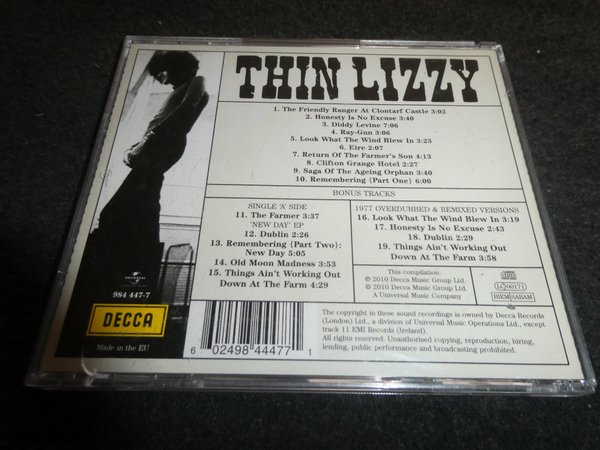 THIN LIZZY
1. The Friendly Ranger At Clontarf Castle 3:02
2. Honesty Is No Excuse 3:40
3. Diddy Levine 7:06
4. Ray-Gun 3:06
5. Look What The Wind Blew In 3:23
6. Eire 2:07
7. Return Of The Farmer's Son 4:13
8. Clifton Grange Hotel 2:27
9. Saga Of The Ageing Orphan 3:40
10. Remembering (Part One) 6:00
BONUS TRACKS
SINGLE 'A' SIDE
11. The Farmer 3:37
'NEW DAY' EP
12. Dublin 2:26
13. Remembering (Part Two):
New Day 5:05
14. Old Moon Madness 3:53
15. Things Ain't Working Out
Down At The Farm 4:29
1977 OVERDUBBED & REMIXED VERSIONS
16. Look What The Wind Blew In 3:19
17. Honesty Is No Excuse 2:43
18. Dublin 2:29
19. Things Ain't Working Out
Down At The Farm 3:58
This compilation:
℗ 2010 Decca Music Group Ltd.
© 2010 Decca Music Group Ltd.
A Universal Music Company
LC 00171
BIEM/SABAM
UNIVERSAL
984 447-7
DECCA
Made in the EU
6 02498 44477 1
The copyright in these sound recordings is owned by Decca Records
(London) Ltd., a division of Universal Music Operations Ltd., except
track 11 EMI Records (Ireland).
All rights reserved. Unauthorised copying, reproduction, hiring,
lending, public performance and broadcasting prohibited.